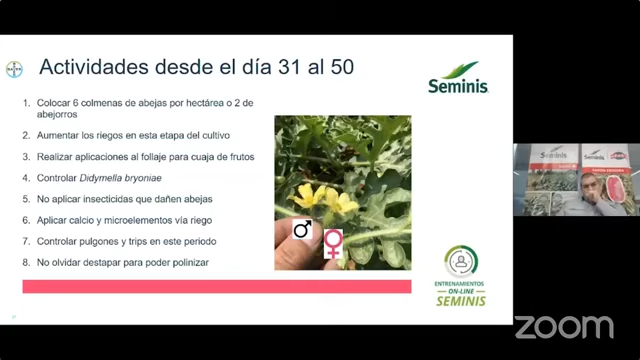 Actividades desde el día 31 al 50
BAYER
Seminis
1. Colocar 6 colmenas de abejas por hectárea o 2 de
abejorros
2. Aumentar los riegos en esta etapa del cultivo
3. Realizar aplicaciones al follaje para cuaja de frutos
4. Controlar Didymella bryoniae
5. No aplicar insecticidas que dañen abejas
6. Aplicar calcio y microelementos vía riego
7. Controlar pulgones y trips en este periodo
8. No olvidar destapar para poder polinizar
♂
♀
ENTRENAMIENTOS
ON-LINE
SEMINIS
Seminis
Seminis
zoom